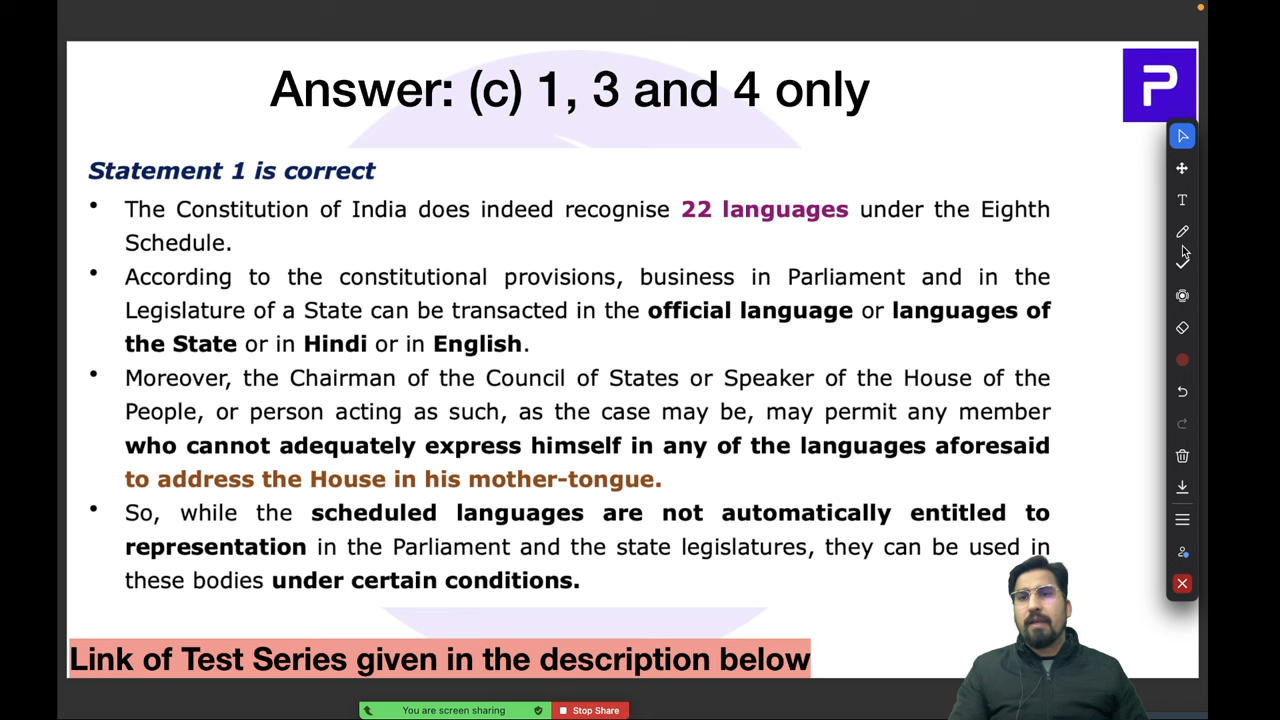 Answer: (c) 1, 3 and 4 only
P
Statement 1 is correct
• The Constitution of India does indeed recognise 22 languages under the Eighth
Schedule.
• According to the constitutional provisions, business in Parliament and in the
Legislature of a State can be transacted in the official language or languages of
the State or in Hindi or in English.
• Moreover, the Chairman of the Council of States or Speaker of the House of the
People, or person acting as such, as the case may be, may permit any member
who cannot adequately express himself in any of the languages aforesaid
to address the House in his mother-tongue.
• So, while the scheduled languages are not automatically entitled to
representation in the Parliament and the state legislatures, they can be used in
these bodies under certain conditions.
Link of Test Series given in the description below
You are screen sharing
Stop Share